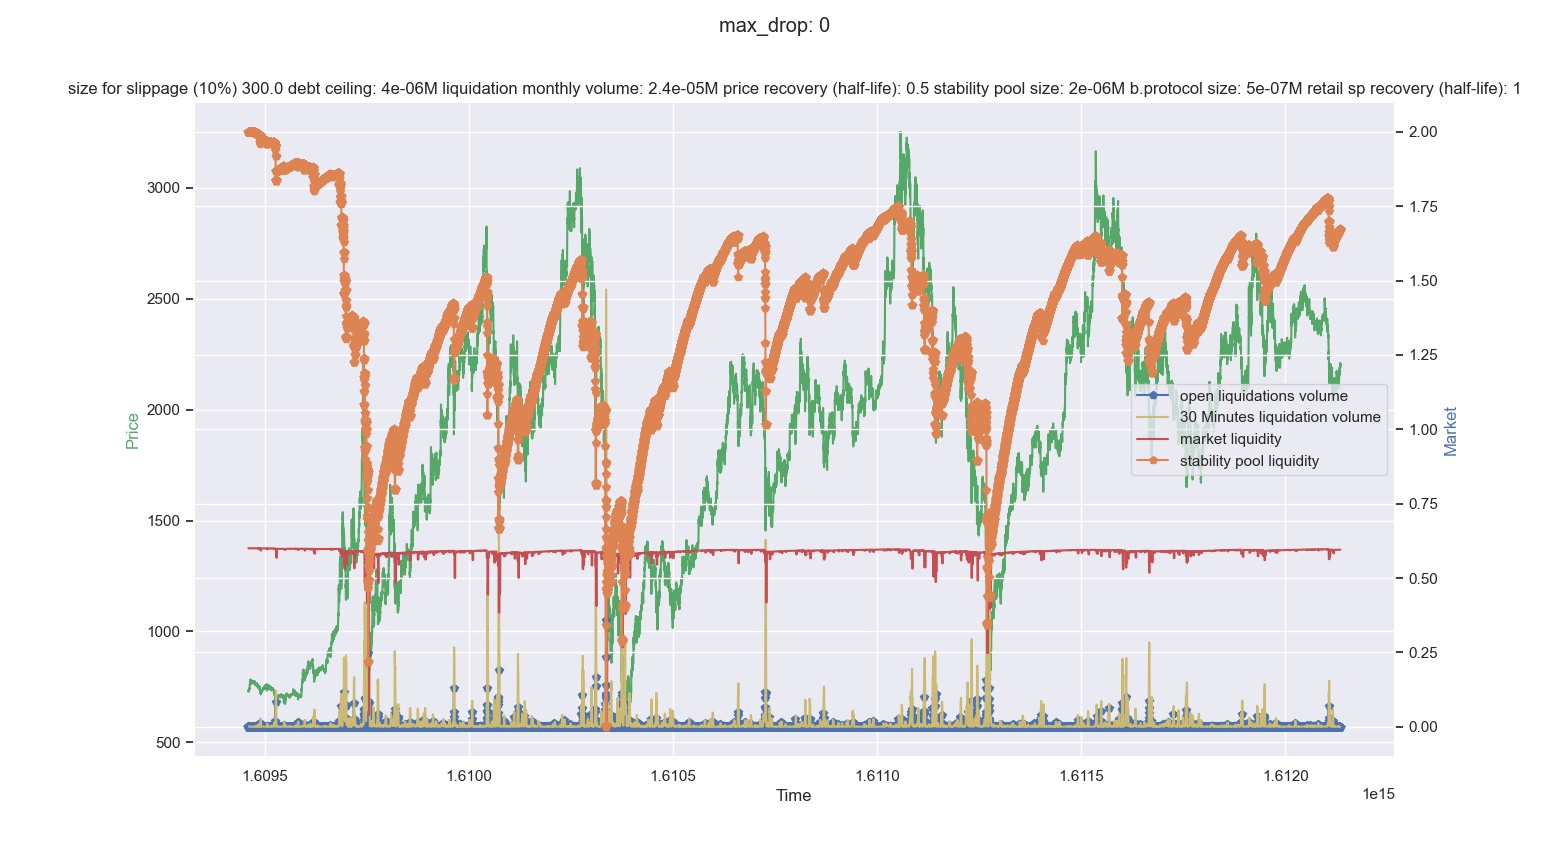 max_drop: 0
size for slippage (10%) 300.0 debt ceiling: 4e-06M liquidation monthly volume: 2.4e-05M price recovery (half-life): 0.5 stability pool size: 2e-06M b.protocol size: 5e-07M retail sp recovery (half-life): 1
3000
2500
2000
1500
1000
500
Price
2.00
1.75
1.50
1.25
1.00
0.75
0.50
0.25
0.00
Market
open liquidations volume
30 Minutes liquidation volume
market liquidity
stability pool liquidity
1.6095
1.6100
1.6105
1.6110
1.6115
1.6120
1e15
Time